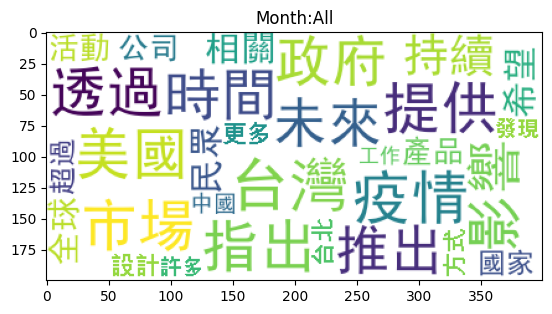 Month:All
0
25
50
75
100
125
150
175
活動 公司 相關 政府 持續
透過 時間 未來 提供 希望
美國 民眾 更多 發現
超過 台灣 工作 產品
中國 疫情 影響
全球 市場 指出 台北 推出 方式
設計 許多 國家
0 50 100 150 200 250 300 350